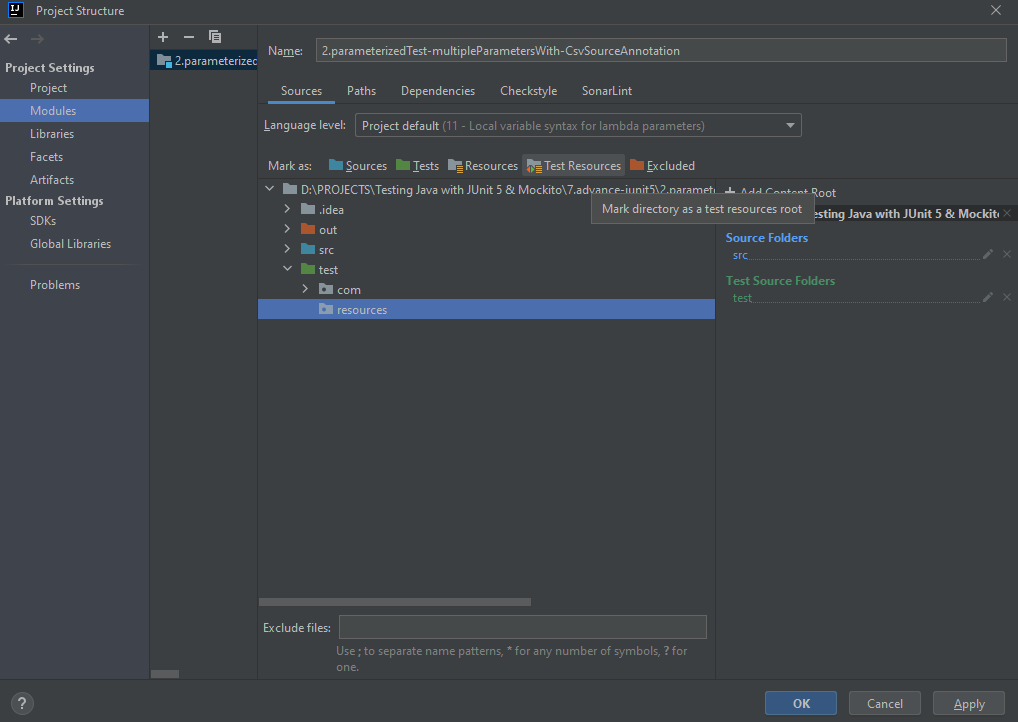 IJ Project Structure
Project Settings
Project
Modules
Libraries
Facets
Artifacts
Platform Settings
SDKs
Global Libraries
Problems
2.parameterized
Name: 2.parameterizedTest-multipleParametersWith-CsvSourceAnnotation
Sources Paths Dependencies Checkstyle SonarLint
Language level: Project default (11 - Local variable syntax for lambda parameters)
Mark as: Sources Tests Resources Test Resources Excluded
D:\PROJECTS\Testing Java with JUnit 5 & Mockito\7.advance-junit5\2.paramet
.idea
out
src
test
com
resources
Mark directory as a test resources root
+ Add Content Root
esting Java with JUnit 5 & Mockito
Source Folders
src
Test Source Folders
test
Exclude files:
Use ; to separate name patterns, * for any number of symbols, ? for
one.
?
OK Cancel Apply